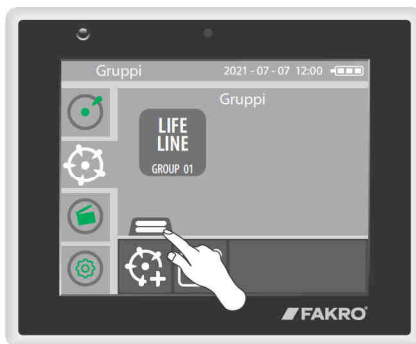 Gruppi
2021 - 07 - 07 12:00
Gruppi
LIFE
LINE
GROUP 01
FAKRO